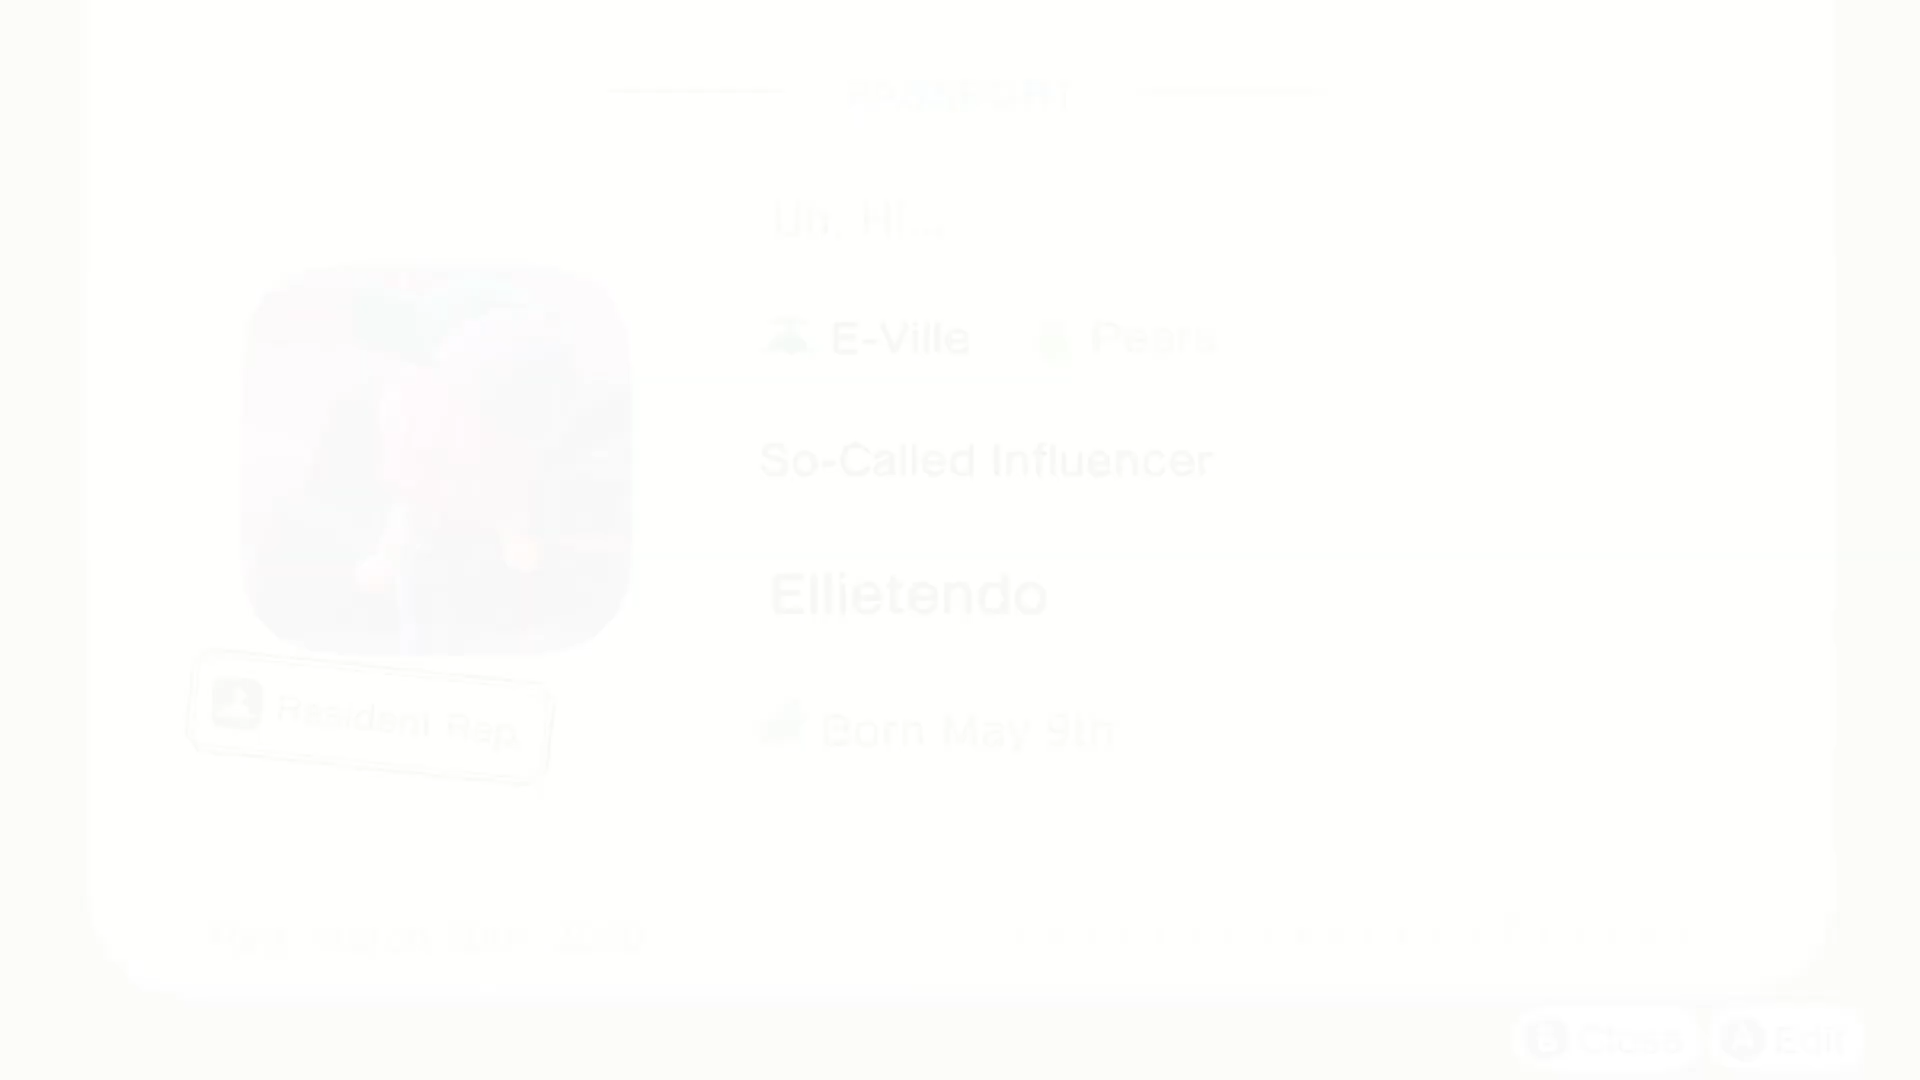 PASSPORT
Uh, Hi...
E-Ville Pears
So-Called Influencer
Ellietendo
Resident Rep.
Born May 9th
Close Edit